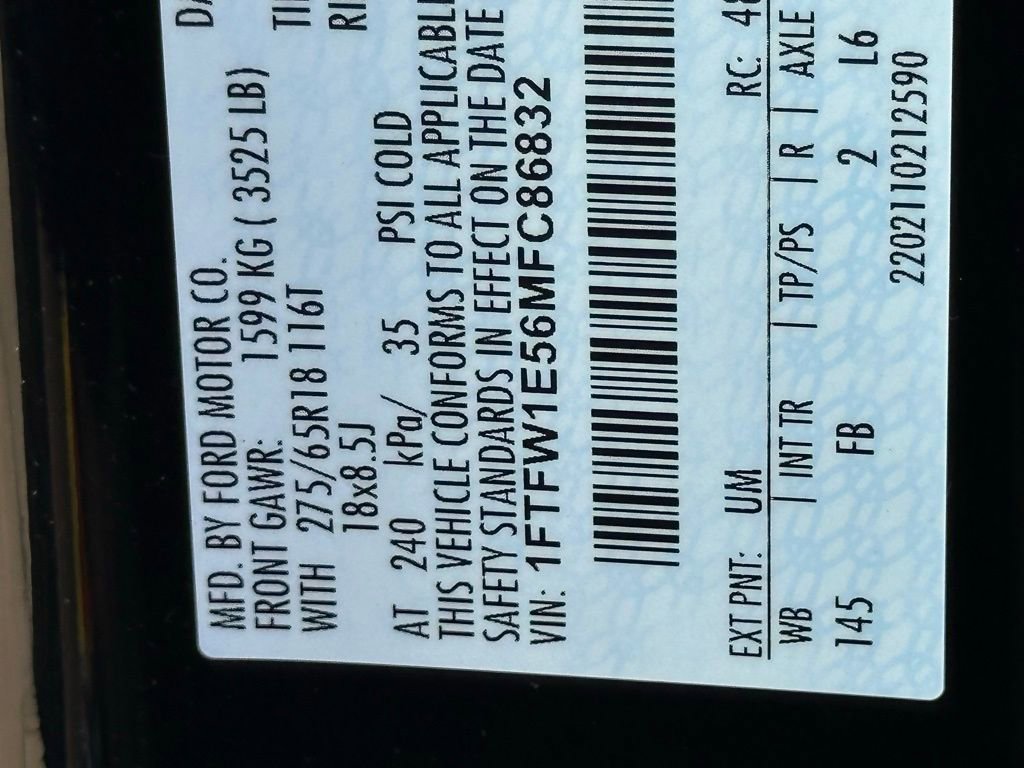 MFD. BY FORD MOTOR CO.
FRONT GAWR: 1599 KG ( 3525 LB)
WITH 275/65R18 116T
18x8.5J
AT 240 kPa/ 35 PSI COLD
THIS VEHICLE CONFORMS TO ALL APPLICABL
SAFETY STANDARDS IN EFFECT ON THE DATE
VIN: 1FTFW1E56MFC86832
EXT PNT: UM RC: 48
WB | INT TR | TP/PS | R | AXLE
145 FB 2 L6
22021102121590